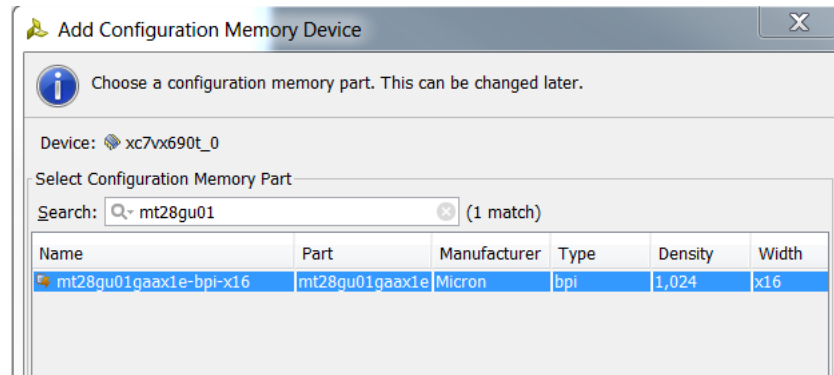 Add Configuration Memory Device
Choose a configuration memory part. This can be changed later.
Device: xc7vx690t_0
Select Configuration Memory Part
Search: mt28gu01 (1 match)
Name Part Manufacturer Type Density Width
mt28gu01gaax1e-bpi-x16 mt28gu01gaax1e Micron bpi 1,024 x16